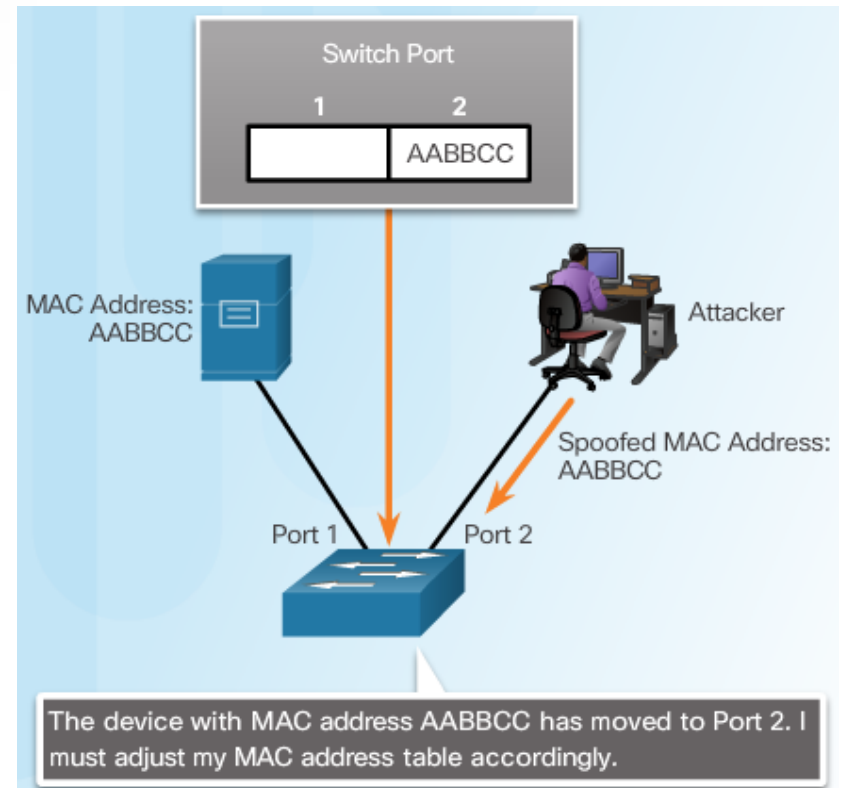 Switch Port
1 2
AABBCC
MAC Address:
AABBCC
Attacker
Spoofed MAC Address:
AABBCC
Port 1
Port 2
The device with MAC address AABBCC has moved to Port 2. I
must adjust my MAC address table accordingly.